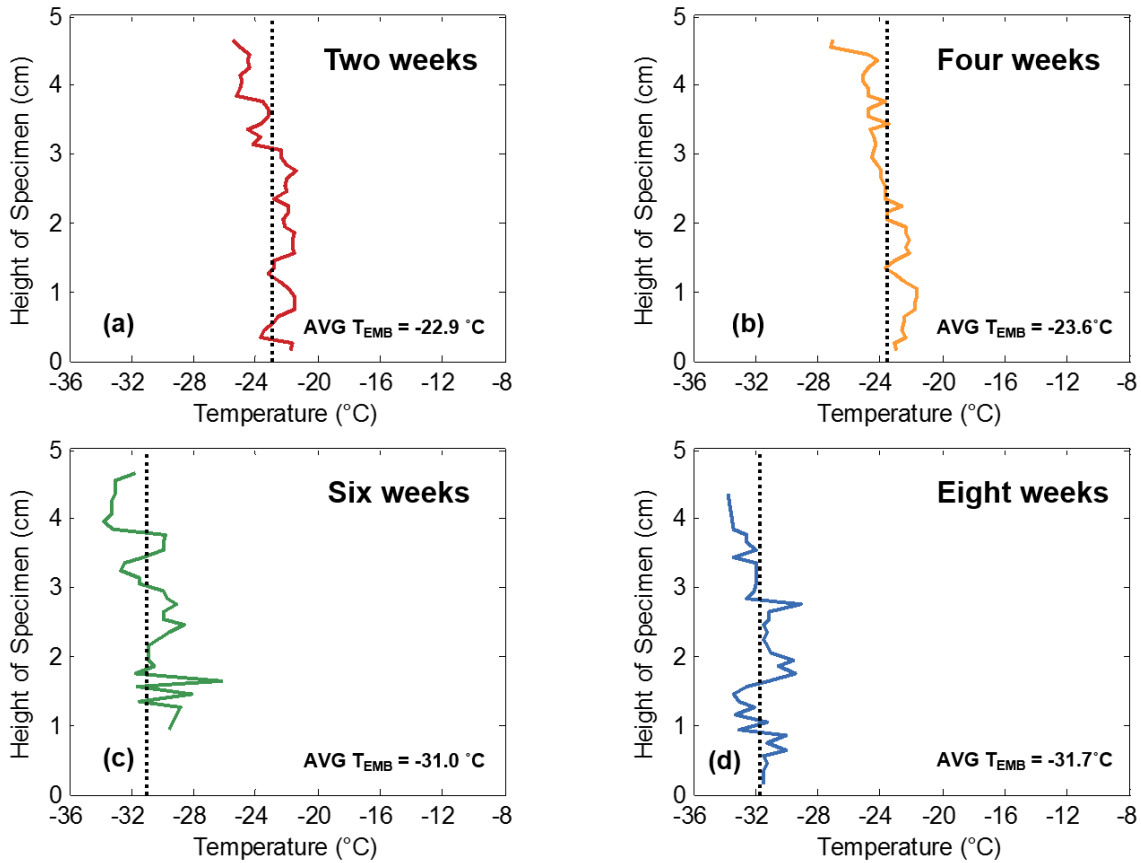 5
4
3
2
1
0
Height of Specimen (cm)
Two weeks
(a)
AVG T_EMB = -22.9 ˚C
-36 -32 -28 -24 -20 -16 -12 -8
Temperature (°C)
5
4
3
2
1
0
Height of Specimen (cm)
Four weeks
(b)
AVG T_EMB = -23.6˚C
-36 -32 -28 -24 -20 -16 -12 -8
Temperature (°C)
5
4
3
2
1
0
Height of Specimen (cm)
Six weeks
(c)
AVG T_EMB = -31.0 ˚C
-36 -32 -28 -24 -20 -16 -12 -8
Temperature (°C)
5
4
3
2
1
0
Height of Specimen (cm)
Eight weeks
(d)
AVG T_EMB = -31.7˚C
-36 -32 -28 -24 -20 -16 -12 -8
Temperature (°C)